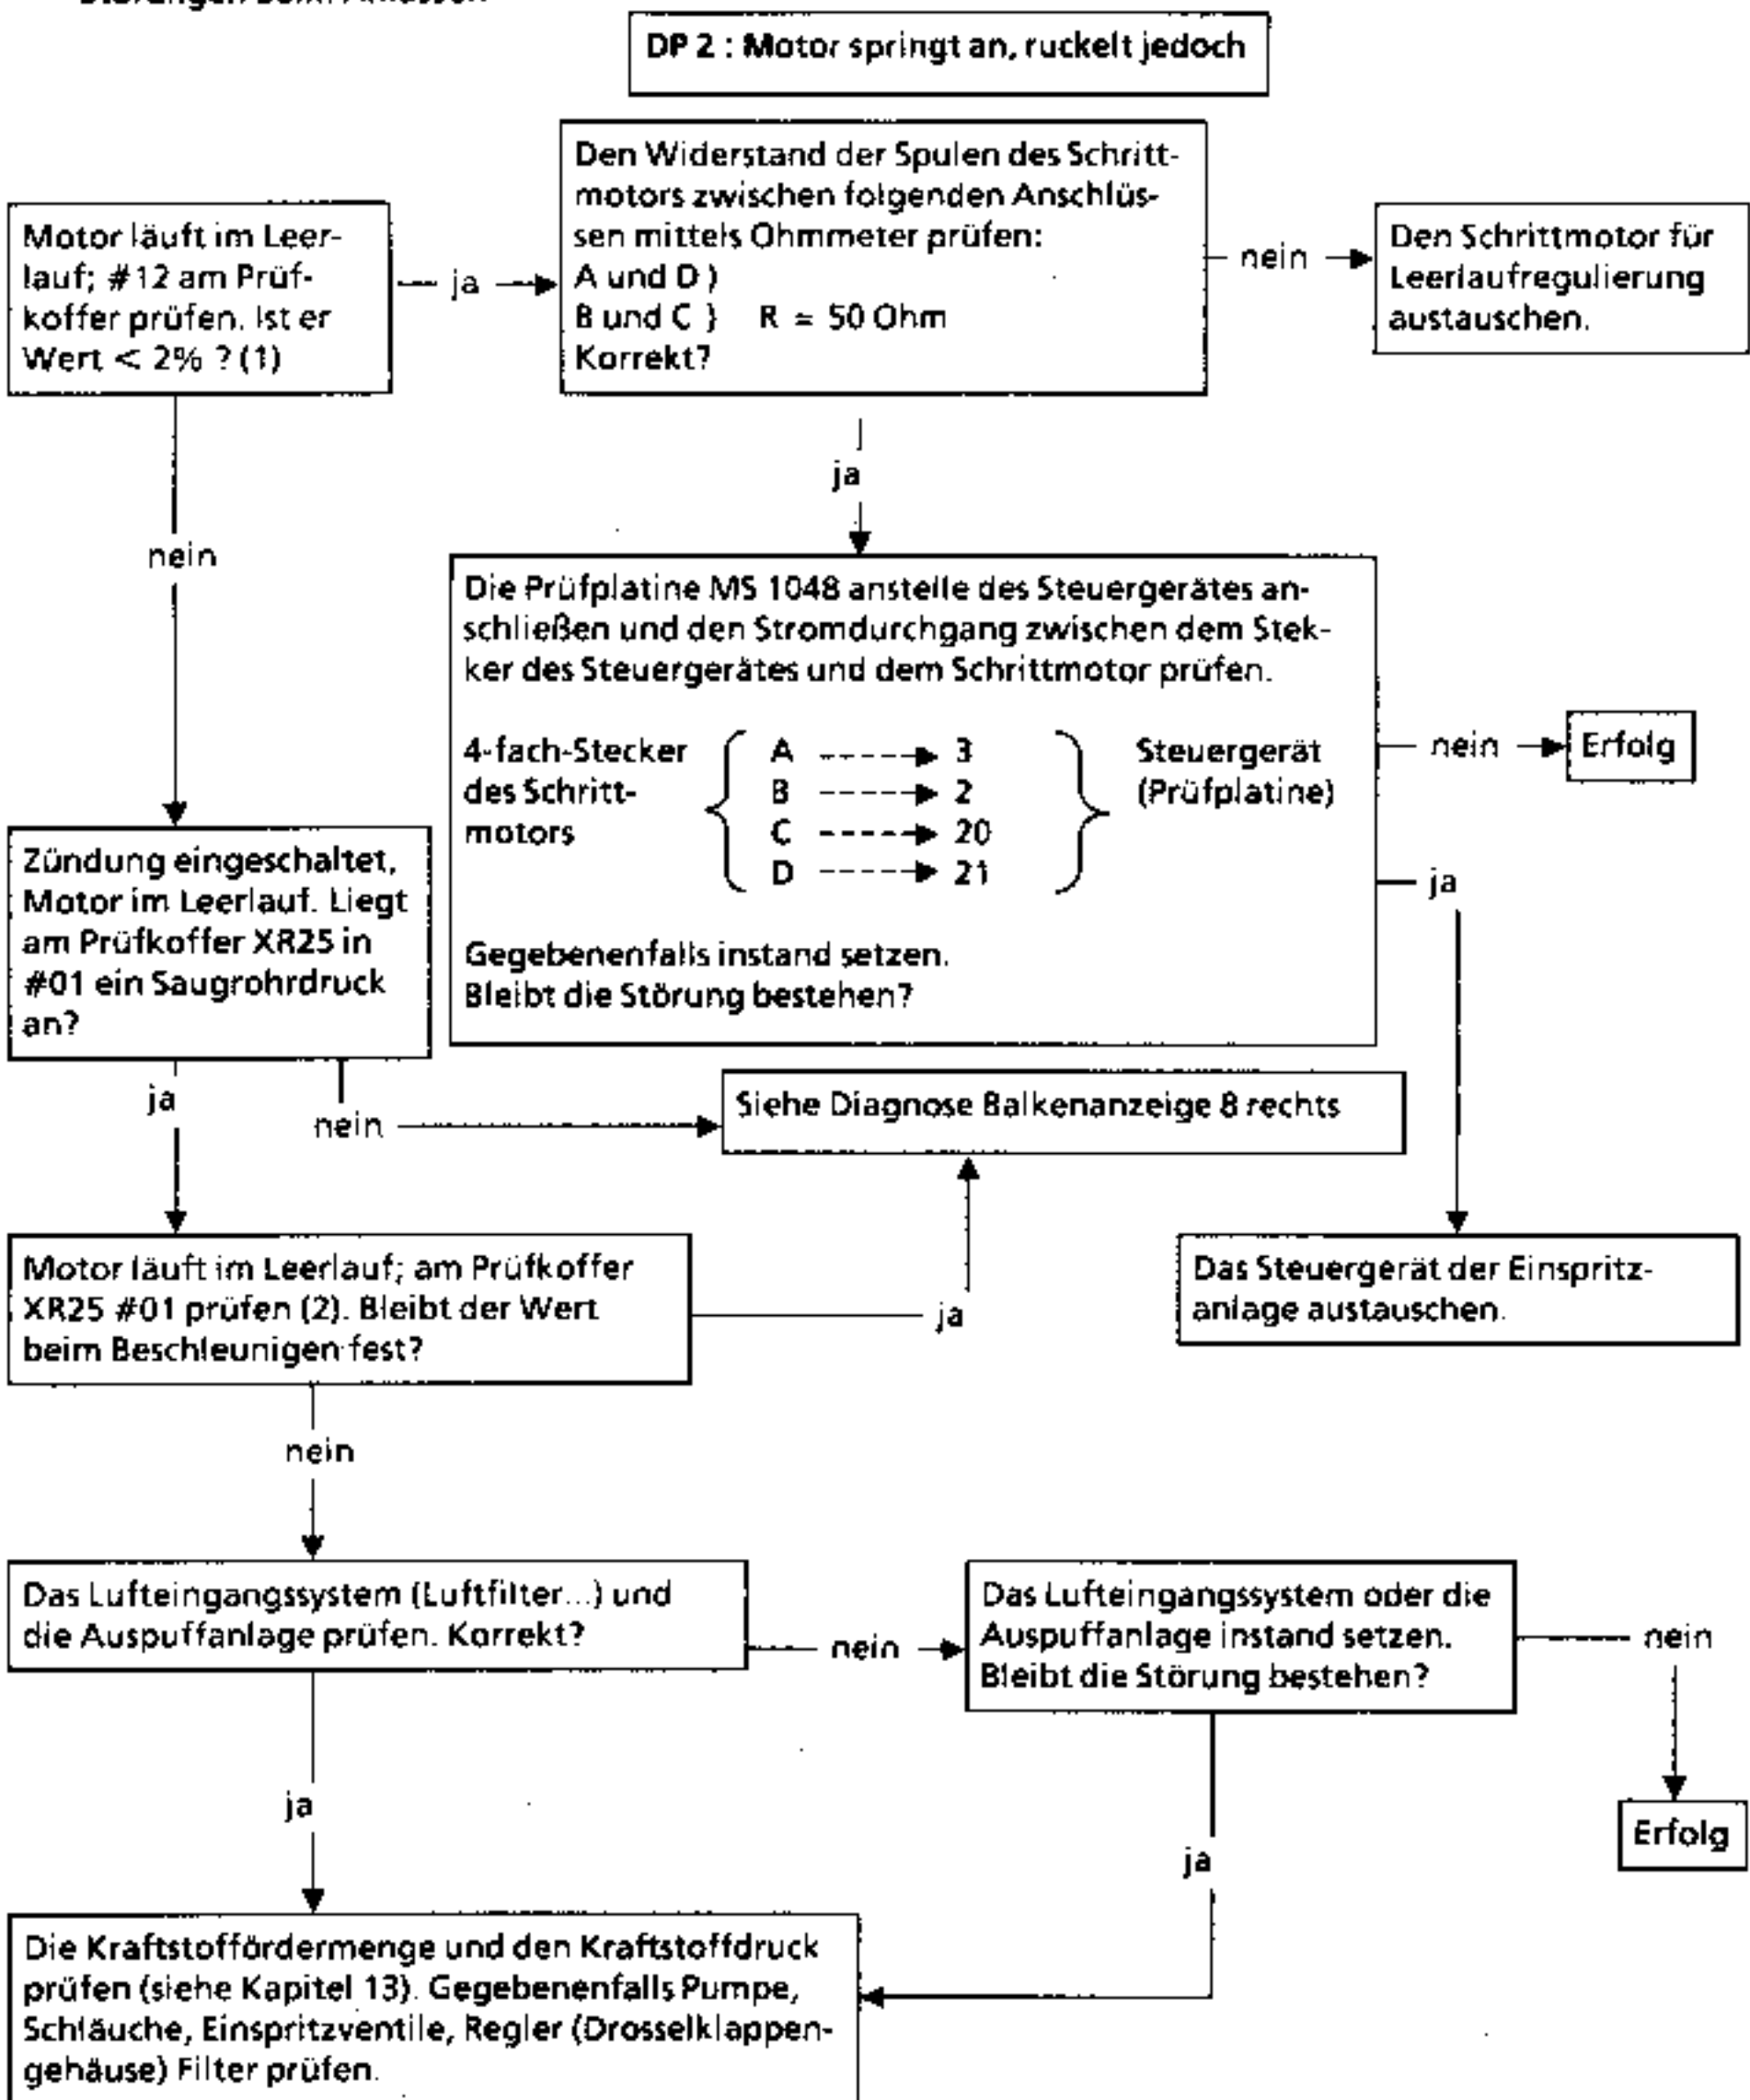 DP 2 : Motor springt an, ruckelt jedoch
Den Widerstand der Spulen des Schritt-
motors zwischen folgenden Anschlüs-
sen mittels Ohmmeter prüfen:
A und D )
B und C } R = 50 Ohm
Korrekt?
Motor läuft im Leer-
lauf; #12 am Prüf-
koffer prüfen. Ist er
Wert < 2% ? (1)
ja
nein
Den Schrittmotor für
Leerlaufregulierung
austauschen.
ja
nein
Die Prüfplatine MS 1048 anstelle des Steuergerätes an-
schließen und den Stromdurchgang zwischen dem Stek-
ker des Steuergerätes und dem Schrittmotor prüfen.
4-fach-Stecker
des Schritt-
motors
A 3
B 2
C 20
D 21
Steuergerät
(Prüfplatine)
Gegebenenfalls instand setzen.
Bleibt die Störung bestehen?
nein
Erfolg
ja
Zündung eingeschaltet,
Motor im Leerlauf. Liegt
am Prüfkoffer XR25 in
#01 ein Saugrohrdruck
an?
ja
nein
Siehe Diagnose Balkenanzeige 8 rechts
Motor läuft im Leerlauf; am Prüfkoffer
XR25 #01 prüfen (2). Bleibt der Wert
beim Beschleunigen fest?
ja
Das Steuergerät der Einspritz-
anlage austauschen.
nein
Das Lufteingangssystem (Luftfilter...) und
die Auspuffanlage prüfen. Korrekt?
nein
Das Lufteingangssystem oder die
Auspuffanlage instand setzen.
Bleibt die Störung bestehen?
nein
Erfolg
ja
ja
Die Kraftstoffördermenge und den Kraftstoffdruck
prüfen (siehe Kapitel 13). Gegebenenfalls Pumpe,
Schläuche, Einspritzventile, Regler (Drosselklappen-
gehäuse) Filter prüfen.